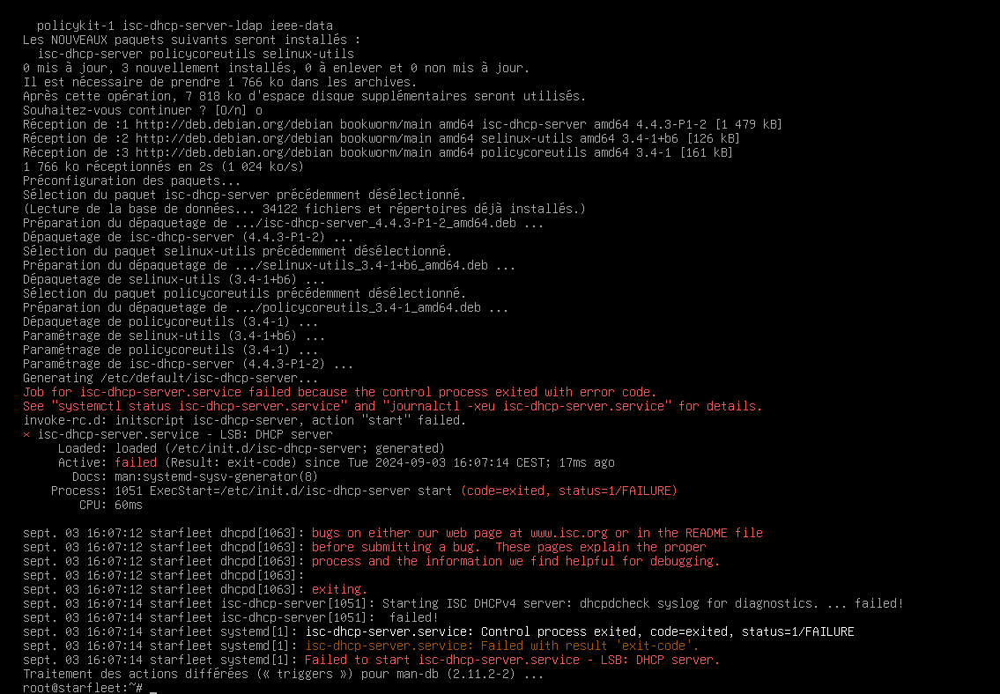 policykit-1 isc-dhcp-server-ldap ieee-data
Les NOUVEAUX paquets suivants seront installés :
isc-dhcp-server policycoreutils selinux-utils
0 mis à jour, 3 nouvellement installés, 0 à enlever et 0 non mis à jour.
Il est nécessaire de prendre 1 766 ko dans les archives.
Après cette opération, 7 818 ko d'espace disque supplémentaires seront utilisés.
Souhaitez-vous continuer ? [O/n] o
Réception de :1 http://deb.debian.org/debian bookworm/main amd64 isc-dhcp-server amd64 4.4.3-P1-2 [1 479 kB]
Réception de :2 http://deb.debian.org/debian bookworm/main amd64 selinux-utils amd64 3.4-1+b6 [126 kB]
Réception de :3 http://deb.debian.org/debian bookworm/main amd64 policycoreutils amd64 3.4-1 [161 kB]
1 766 ko réceptionnés en 2s (1 024 ko/s)
Préconfiguration des paquets...
Sélection du paquet isc-dhcp-server précédemment désélectionné.
(Lecture de la base de données... 34122 fichiers et répertoires déjà installés.)
Préparation du dépaquetage de .../isc-dhcp-server_4.4.3-P1-2_amd64.deb ...
Dépaquetage de isc-dhcp-server (4.4.3-P1-2) ...
Sélection du paquet selinux-utils précédemment désélectionné.
Préparation du dépaquetage de .../selinux-utils_3.4-1+b6_amd64.deb ...
Dépaquetage de selinux-utils (3.4-1+b6) ...
Sélection du paquet policycoreutils précédemment désélectionné.
Préparation du dépaquetage de .../policycoreutils_3.4-1_amd64.deb ...
Dépaquetage de policycoreutils (3.4-1) ...
Paramétrage de selinux-utils (3.4-1+b6) ...
Paramétrage de policycoreutils (3.4-1) ...
Paramétrage de isc-dhcp-server (4.4.3-P1-2) ...
Generating /etc/default/isc-dhcp-server...
Job for isc-dhcp-server.service failed because the control process exited with error code.
See "systemctl status isc-dhcp-server.service" and "journalctl -xeu isc-dhcp-server.service" for details.
invoke-rc.d: initscript isc-dhcp-server, action "start" failed.
× isc-dhcp-server.service - LSB: DHCP server
Loaded: loaded (/etc/init.d/isc-dhcp-server; generated)
Active: failed (Result: exit-code) since Tue 2024-09-03 16:07:14 CEST; 17ms ago
Docs: man:systemd-sysv-generator(8)
Process: 1051 ExecStart=/etc/init.d/isc-dhcp-server start (code=exited, status=1/FAILURE)
CPU: 60ms
sept. 03 16:07:12 starfleet dhcpd[1063]: bugs on either our web page at www.isc.org or in the README file
sept. 03 16:07:12 starfleet dhcpd[1063]: before submitting a bug.  These pages explain the proper
sept. 03 16:07:12 starfleet dhcpd[1063]: process and the information we find helpful for debugging.
sept. 03 16:07:12 starfleet dhcpd[1063]:
sept. 03 16:07:12 starfleet dhcpd[1063]: exiting.
sept. 03 16:07:14 starfleet isc-dhcp-server[1051]: Starting ISC DHCPv4 server: dhcpdcheck syslog for diagnostics. ... failed!
sept. 03 16:07:14 starfleet isc-dhcp-server[1051]:  failed!
sept. 03 16:07:14 starfleet systemd[1]: isc-dhcp-server.service: Control process exited, code=exited, status=1/FAILURE
sept. 03 16:07:14 starfleet systemd[1]: isc-dhcp-server.service: Failed with result 'exit-code'.
sept. 03 16:07:14 starfleet systemd[1]: Failed to start isc-dhcp-server.service - LSB: DHCP server.
Traitement des actions différées (« triggers ») pour man-db (2.11.2-2) ...
root@starfleet:~# _